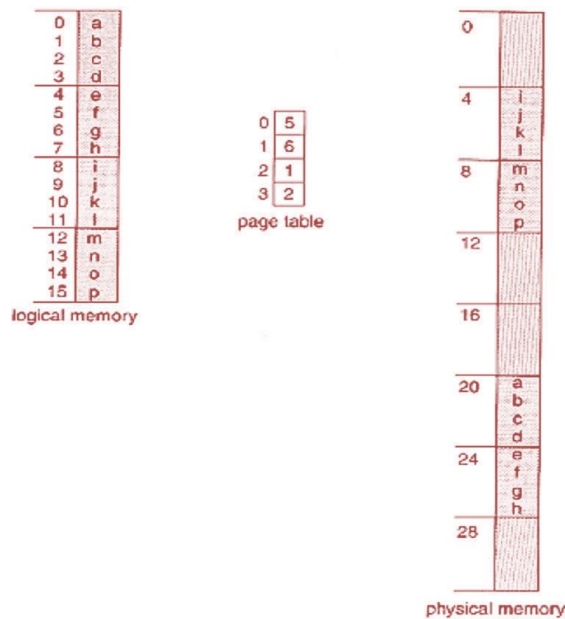 0 a
1 b
2 c
3 d
4 e
5 f
6 g
7 h
8 i
9 j
10 k
11 l
12 m
13 n
14 o
15 p
logical memory
0 5
1 6
2 1
3 2
page table
0
4 i
j
k
l
8 m
n
o
p
12
16
20 a
b
c
d
24 e
f
g
h
28
physical memory